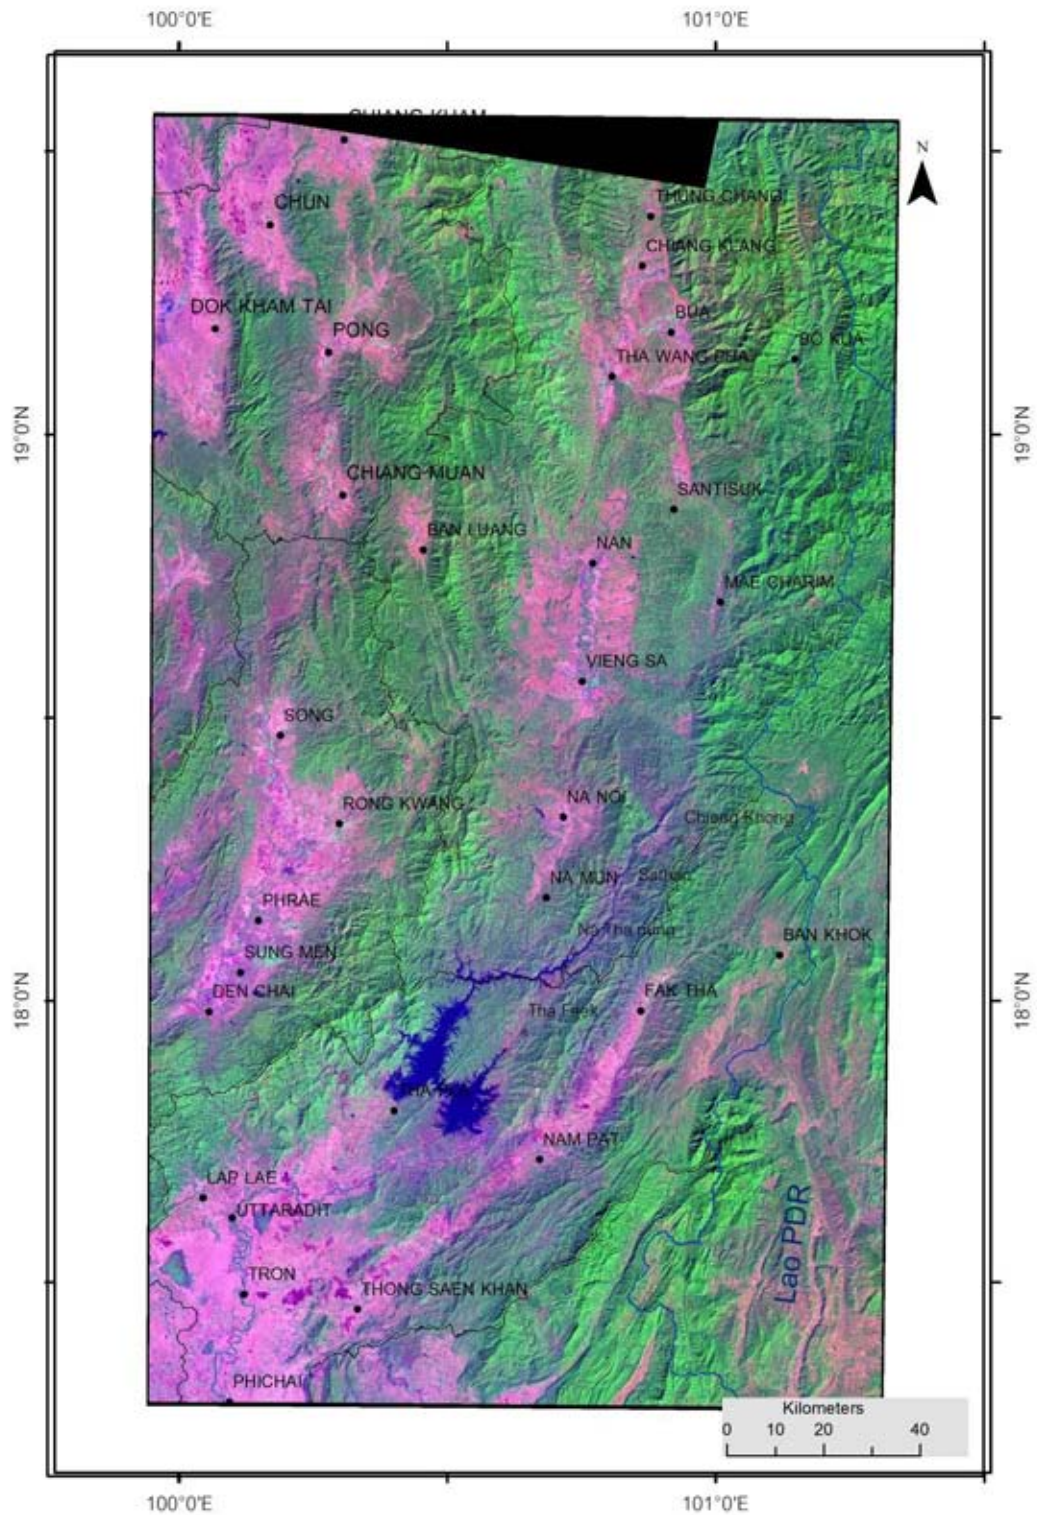 100°0'E
101°0'E
N
CHIANG KHAM
THUNG CHANG
CHUN
CHIANG KLANG
DOK KHAM TAI
BUA
PONG
BO KUA
THA WANG PHA
19°0'N
19°0'N
CHIANG MUAN
SANTISUK
BAN LUANG
NAN
MAE CHARIM
VIENG SA
SONG
RONG KWANG
NA NOI
Chiang Khong
NA MUN
Sathan
PHRAE
Na Tha nung
BAN KHOK
SUNG MEN
DEN CHAI
FAK THA
18°0'N
18°0'N
Tha Faek
NAM PAT
LAP LAE
UTTARADIT
Lao PDR
TRON
THONG SAEN KHAN
PHICHAI
Kilometers
0 10 20 40
100°0'E
101°0'E